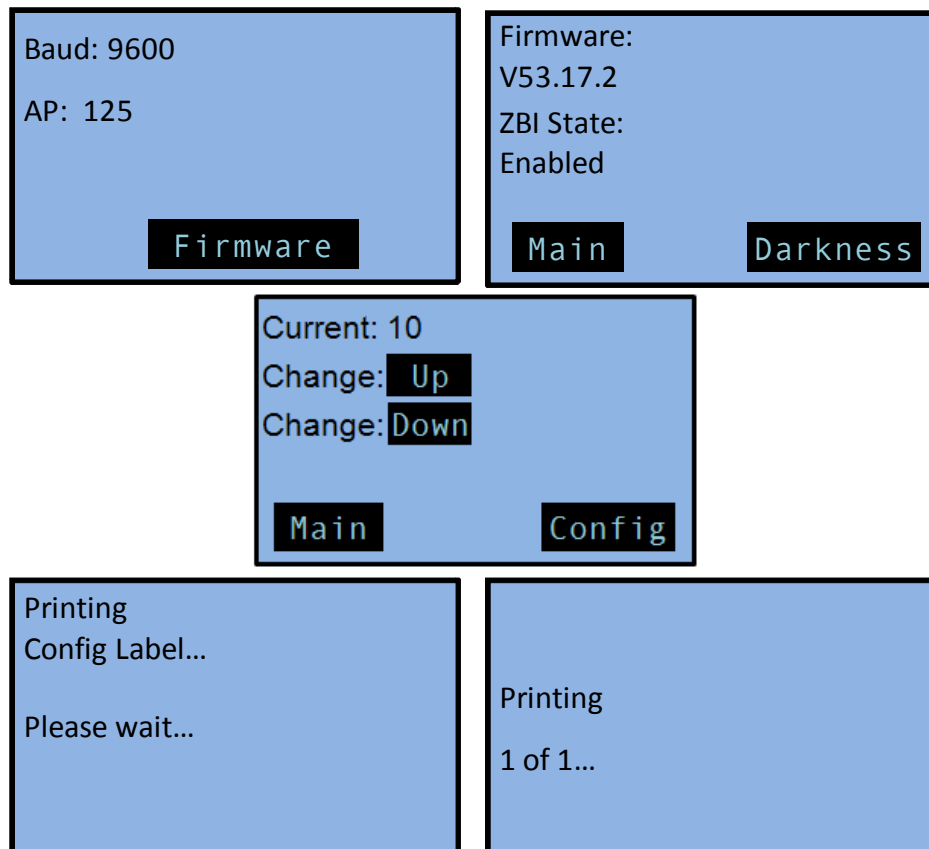 Baud: 9600
AP: 125
Firmware
Firmware:
V53.17.2
ZBI State:
Enabled
Main Darkness
Current: 10
Change: Up
Change: Down
Main Config
Printing
Config Label…
Please wait…
Printing
1 of 1…